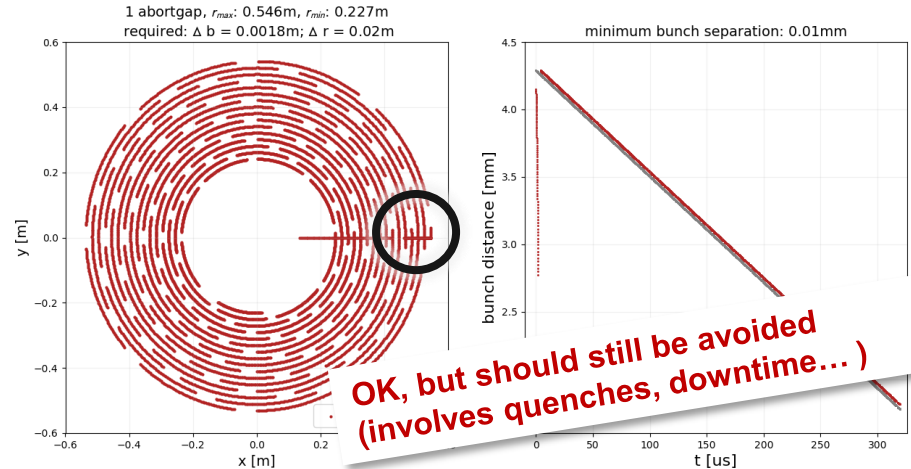 1 abortgap, r_max: 0.546m, r_min: 0.227m
required: Δ b = 0.0018m; Δ r = 0.02m
0.6
0.4
0.2
0.0
−0.2
−0.4
−0.6
y [m]
−0.6
−0.4
−0.2
0.0
0.2
x [m]
minimum bunch separation: 0.01mm
4.5
4.0
3.5
3.0
2.5
bunch distance [mm]
0
50
100
150
200
250
300
t [us]
OK, but should still be avoided
(involves quenches, downtime… )